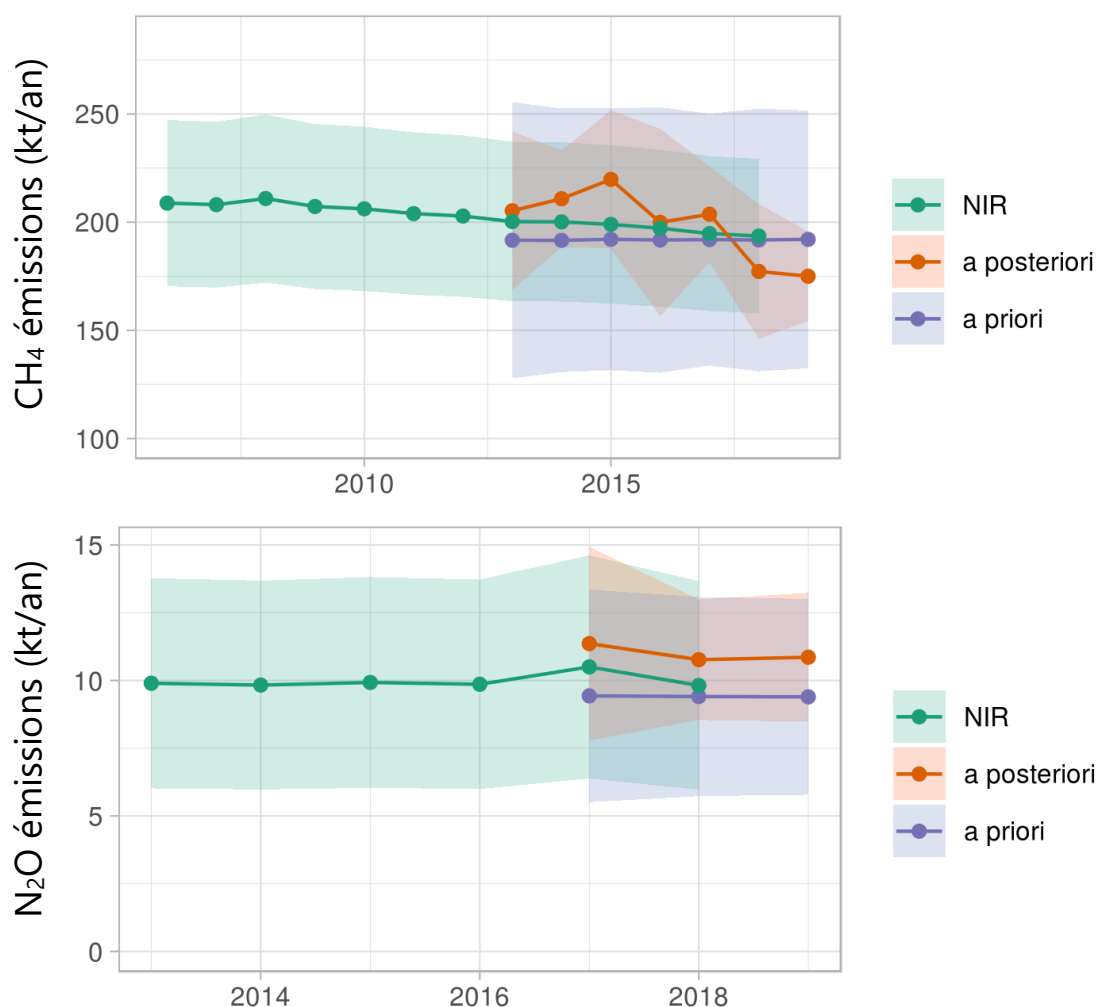 CH₄ émissions (kt/an)
250
200
150
100
2010
2015
NIR
a posteriori
a priori
N₂O émissions (kt/an)
15
10
5
0
2014
2016
2018
NIR
a posteriori
a priori